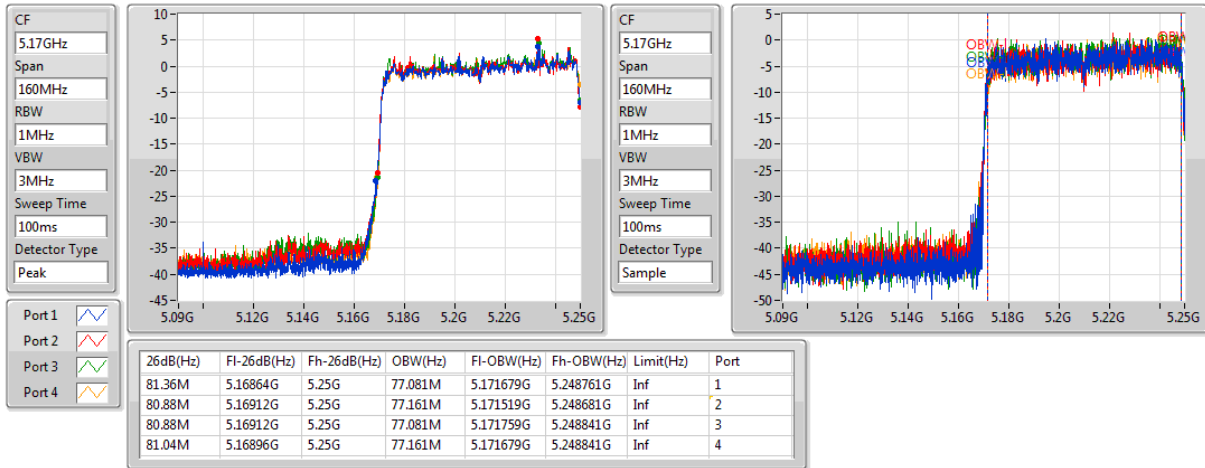 CF
5.17GHz
Span
160MHz
RBW
1MHz
VBW
3MHz
Sweep Time
100ms
Detector Type
Peak
10
5
0
-5
-10
-15
-20
-25
-30
-35
-40
-45
5.09G 5.12G 5.14G 5.16G 5.18G 5.2G 5.22G 5.25G
CF
5.17GHz
Span
160MHz
RBW
1MHz
VBW
3MHz
Sweep Time
100ms
Detector Type
Sample
5
0
-5
-10
-15
-20
-25
-30
-35
-40
-45
-50
5.09G 5.12G 5.14G 5.16G 5.18G 5.2G 5.22G 5.25G
OBW
OBW
OBW
Port 1
Port 2
Port 3
Port 4
26dB(Hz) Fl-26dB(Hz) Fh-26dB(Hz) OBW(Hz) Fl-OBW(Hz) Fh-OBW(Hz) Limit(Hz) Port
81.36M 5.16864G 5.25G 77.081M 5.171679G 5.248761G Inf 1
80.88M 5.16912G 5.25G 77.161M 5.171519G 5.248681G Inf 2
80.88M 5.16912G 5.25G 77.081M 5.171759G 5.248841G Inf 3
81.04M 5.16896G 5.25G 77.161M 5.171679G 5.248841G Inf 4